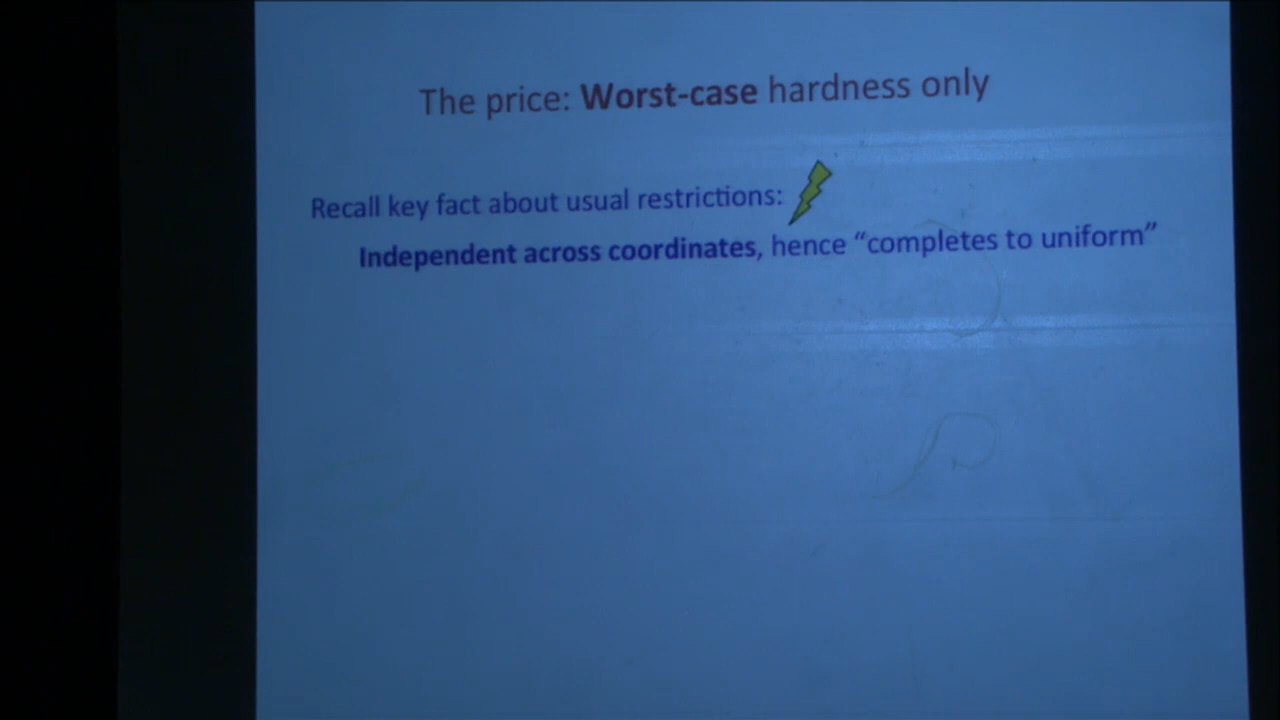 The price: Worst-case hardness only
Recall key fact about usual restrictions:
Independent across coordinates, hence “completes to uniform”